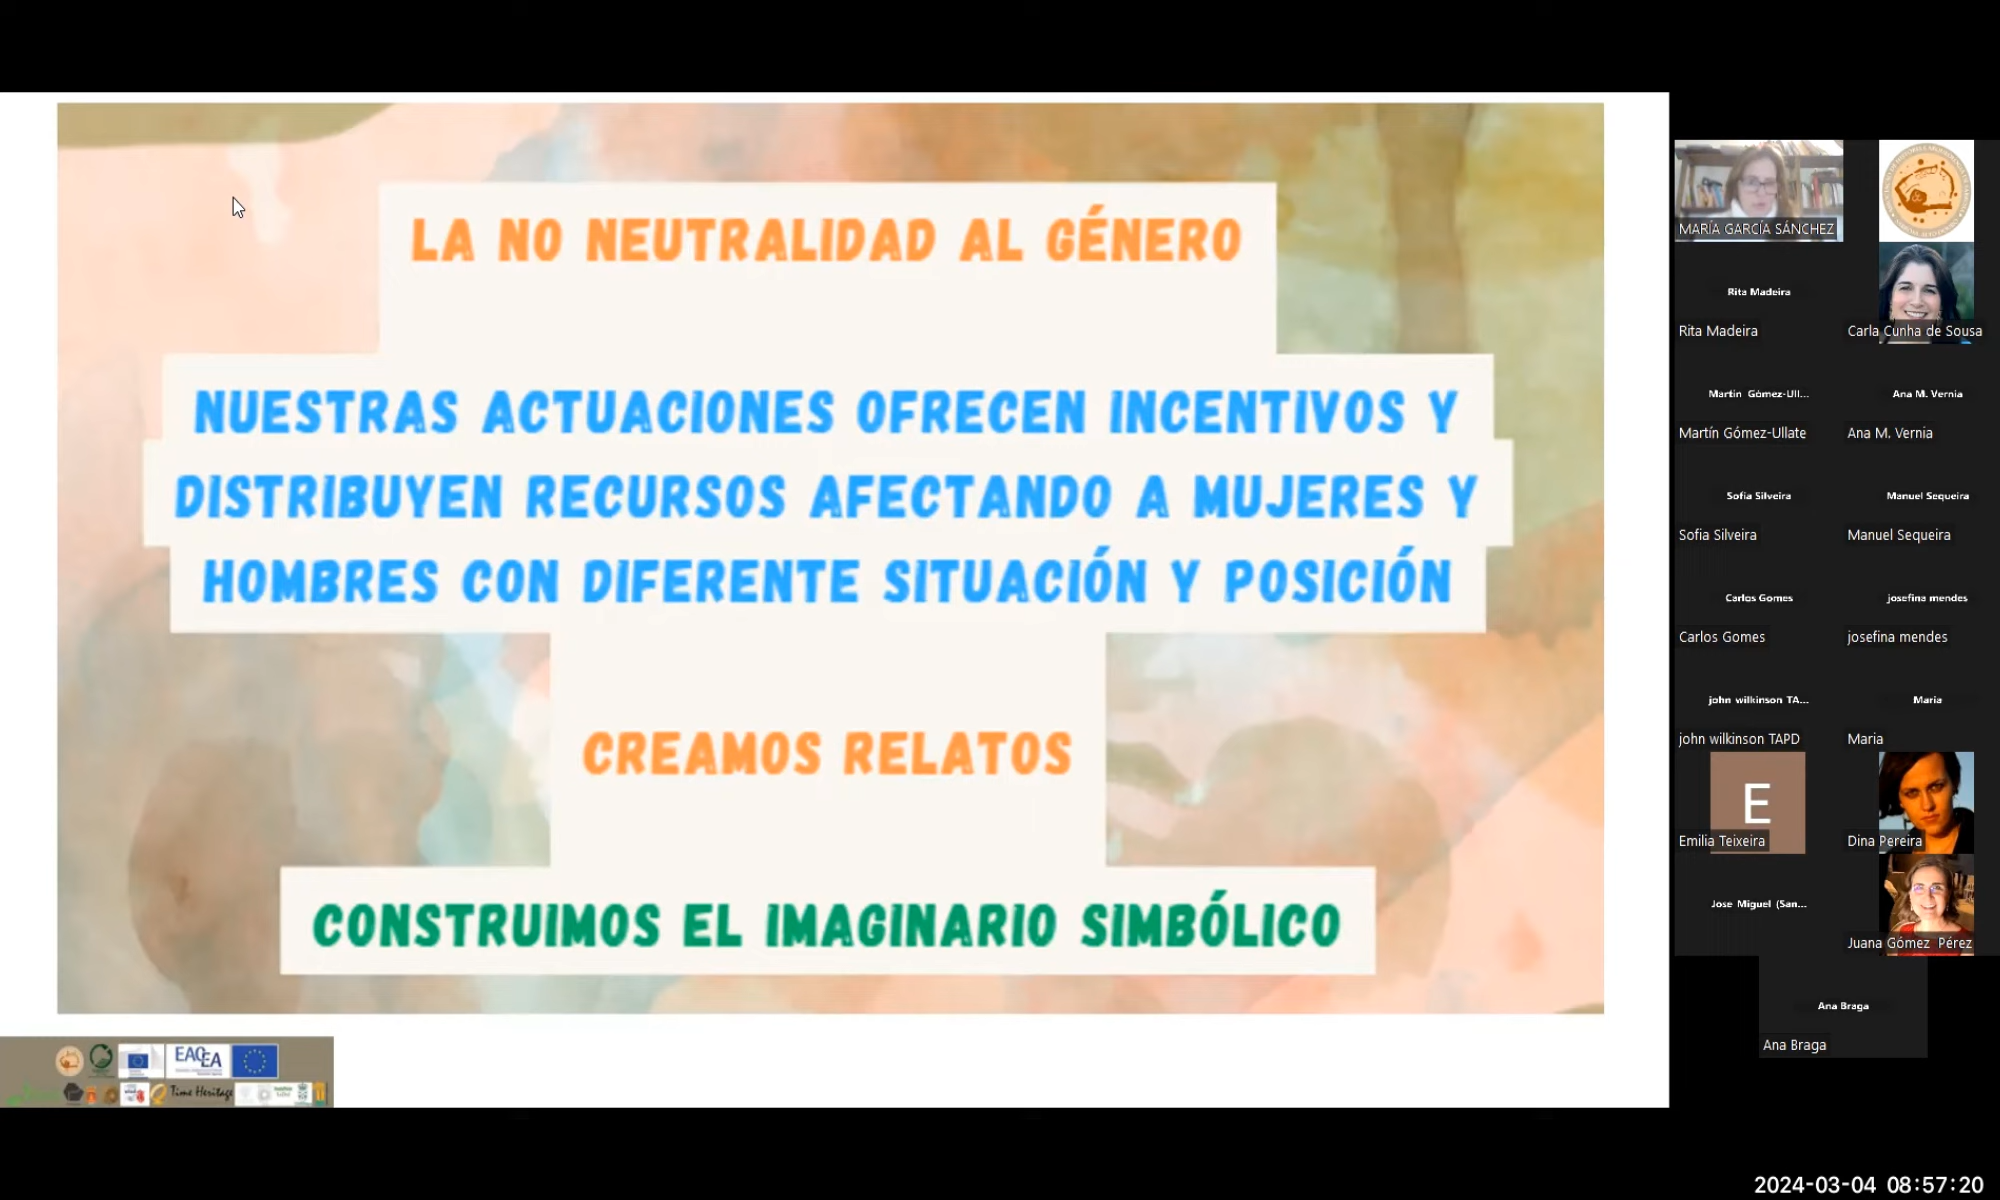 LA NO NEUTRALIDAD AL GÉNERO
NUESTRAS ACTUACIONES OFRECEN INCENTIVOS Y
DISTRIBUYEN RECURSOS AFECTANDO A MUJERES Y
HOMBRES CON DIFERENTE SITUACIÓN Y POSICIÓN
CREAMOS RELATOS
CONSTRUIMOS EL IMAGINARIO SIMBÓLICO
EACEA
Time Heritage
MARÍA GARCÍA SÁNCHEZ
Rita Madeira
Rita Madeira
Carla Cunha de Sousa
Martín Gómez-Ull...
Martín Gómez-Ullate
Ana M. Vernia
Ana M. Vernia
Sofia Silveira
Sofia Silveira
Manuel Sequeira
Manuel Sequeira
Carlos Gomes
Carlos Gomes
josefina mendes
josefina mendes
john wilkinson TA...
john wilkinson TAPD
Maria
Maria
E
Emilia Teixeira
Dina Pereira
Jose Miguel (San...
Juana Gómez Pérez
Ana Braga
Ana Braga
2024-03-04 08:57:20